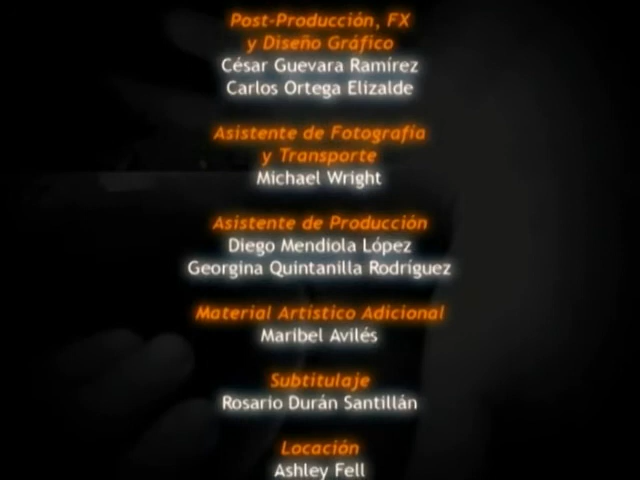 Post-Producción, FX
y Diseño Gráfico
César Guevara Ramírez
Carlos Ortega Elizalde
Asistente de Fotografía
y Transporte
Michael Wright
Asistente de Producción
Diego Mendiola López
Georgina Quintanilla Rodríguez
Material Artístico Adicional
Maribel Avilés
Subtitulaje
Rosario Durán Santillán
Locación
Ashley Fell